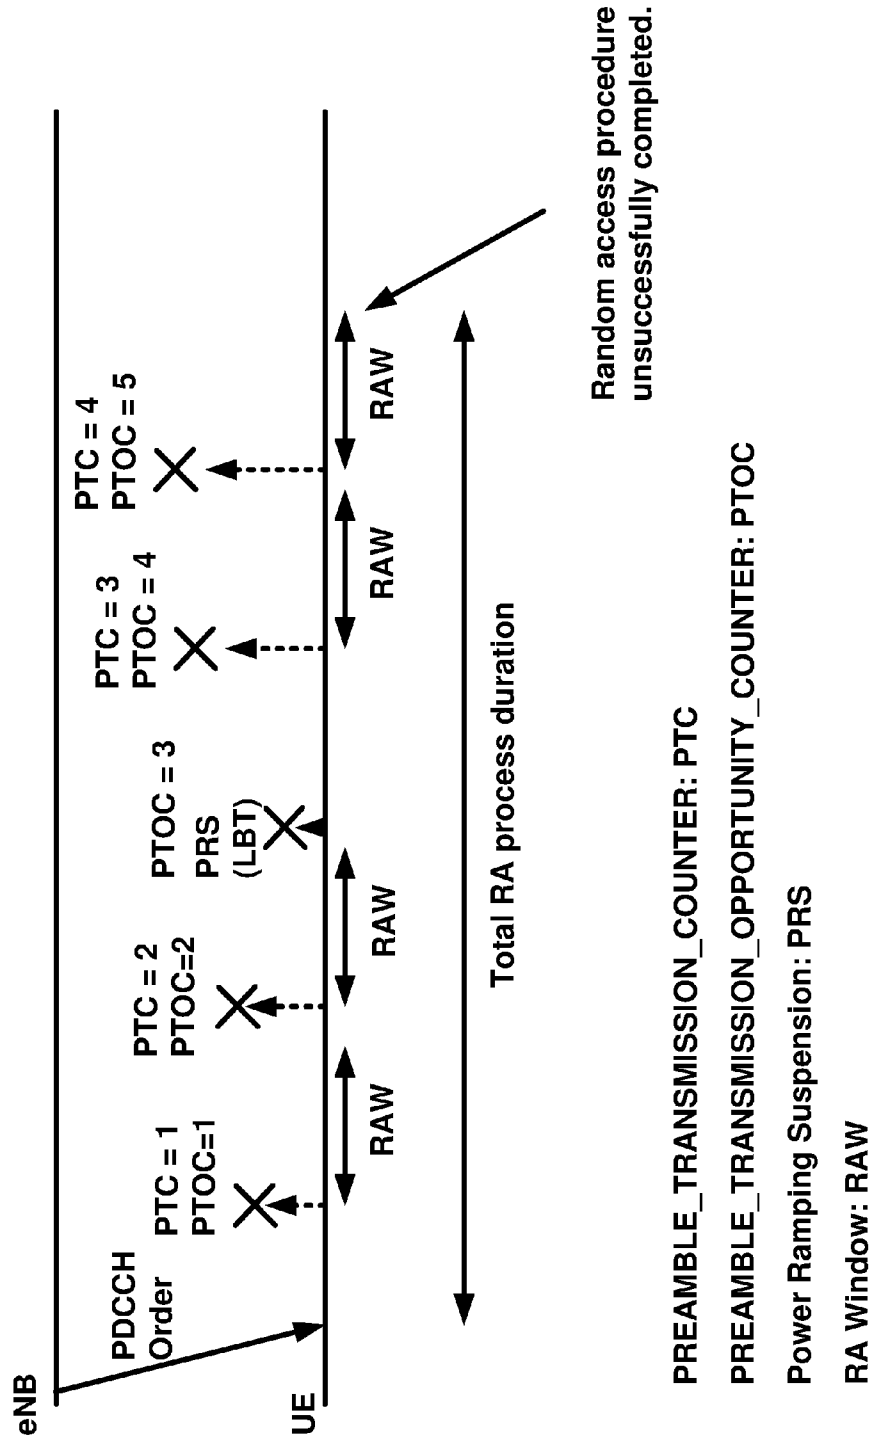 eNB
PDCCH
Order
PTC = 1
PTOC=1
PTC = 2
PTOC=2
PTOC = 3
PRS
(LBT)
PTC = 3
PTOC = 4
PTC = 4
PTOC = 5
UE
RAW
RAW
RAW
RAW
Total RA process duration
Random access procedure
unsuccessfully completed.
PREAMBLE_TRANSMISSION_COUNTER: PTC
PREAMBLE_TRANSMISSION_OPPORTUNITY_COUNTER: PTOC
Power Ramping Suspension: PRS
RA Window: RAW